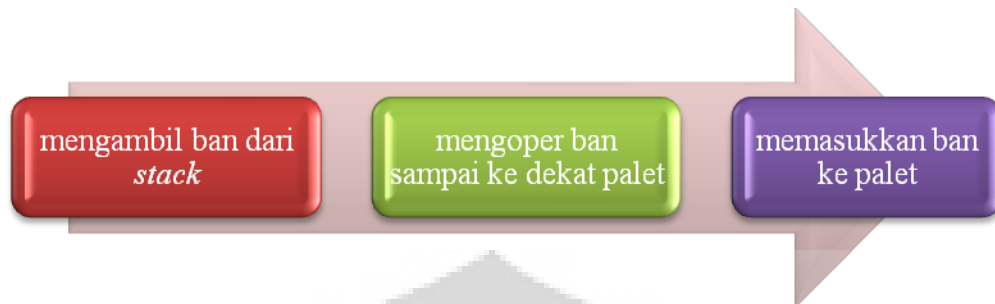 mengambil ban dari
stack
mengoper ban
sampai ke dekat palet
memasukkan ban
ke palet